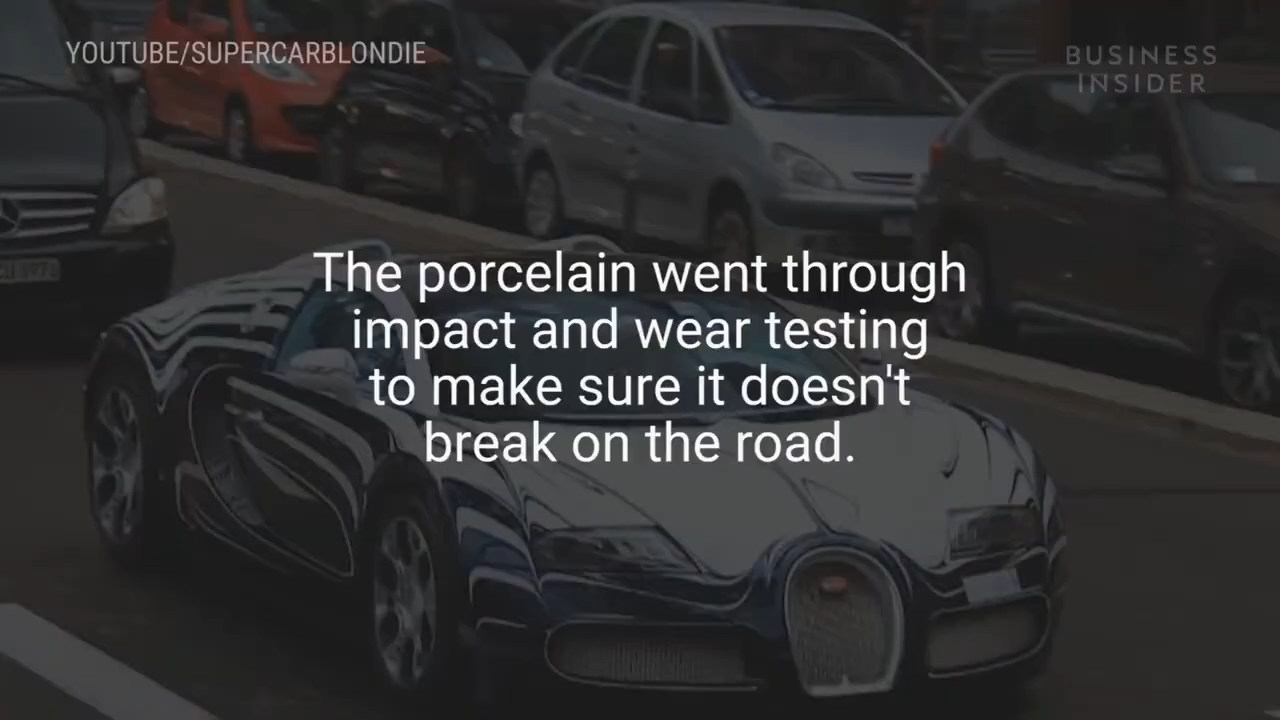 YOUTUBE/SUPERCARBLONDIE
BUSINESS
INSIDER
The porcelain went through
impact and wear testing
to make sure it doesn't
break on the road.